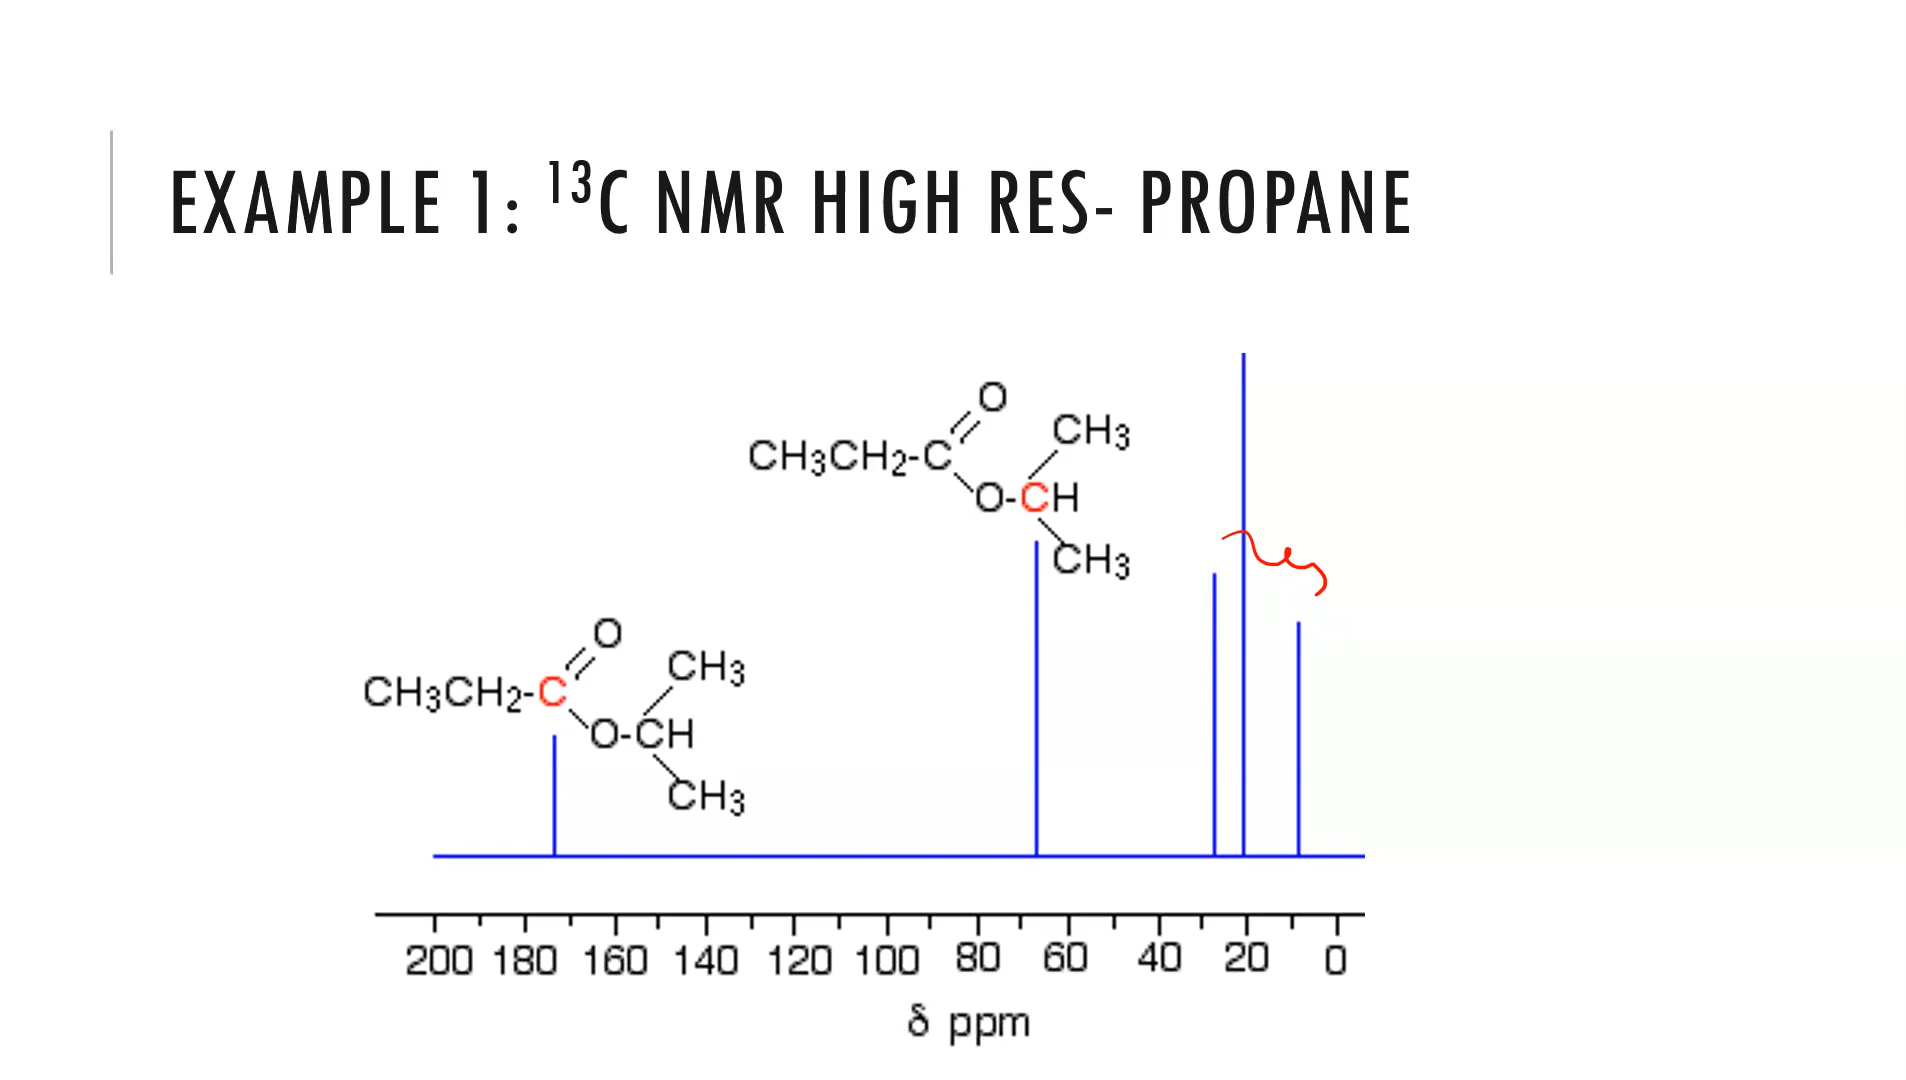 EXAMPLE 1: ¹³C NMR HIGH RES- PROPANE
O
CH₃
CH₃CH₂-C
O-CH
CH₃
O
CH₃
CH₃CH₂-C
O-CH
CH₃
200 180 160 140 120 100 80 60 40 20 0
δ ppm